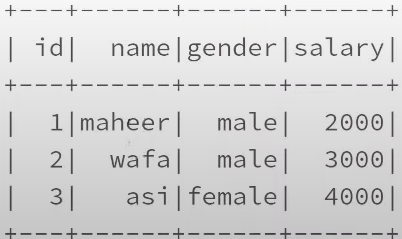 +---+------+------+------+
| id|  name|gender|salary|
+---+------+------+------+
|  1|maheer|  male|  2000|
|  2|  wafa|  male|  3000|
|  3|   asi|female|  4000|
+---+------+------+------+